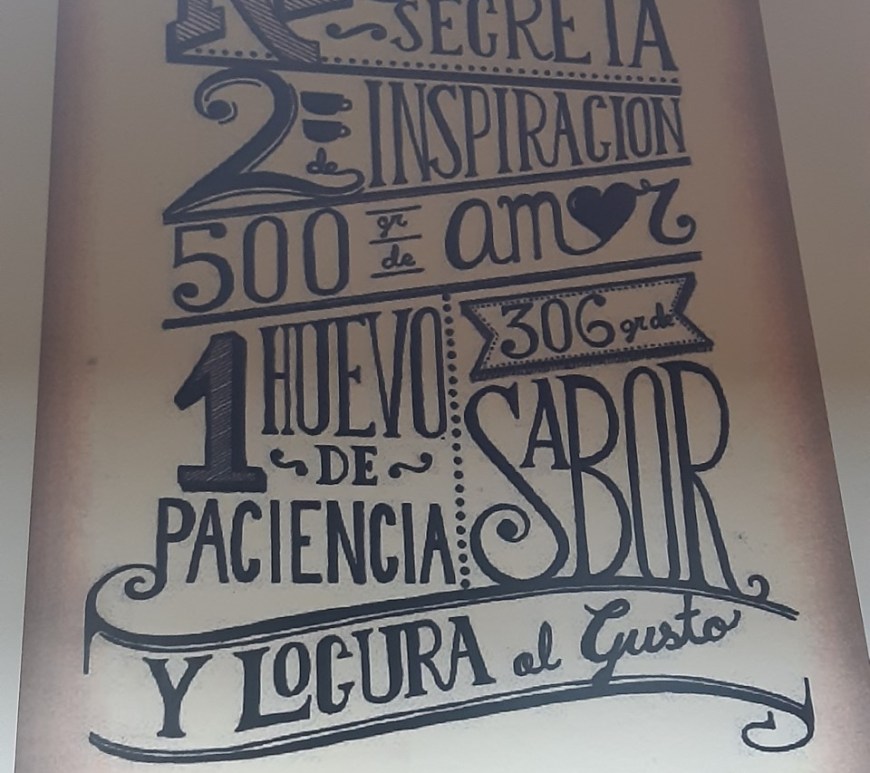 SECRETA
2 de INSPIRACION
500 gr de amor
1 HUEVO DE PACIENCIA
306 gr de SABOR
Y LOCURA al Gusto